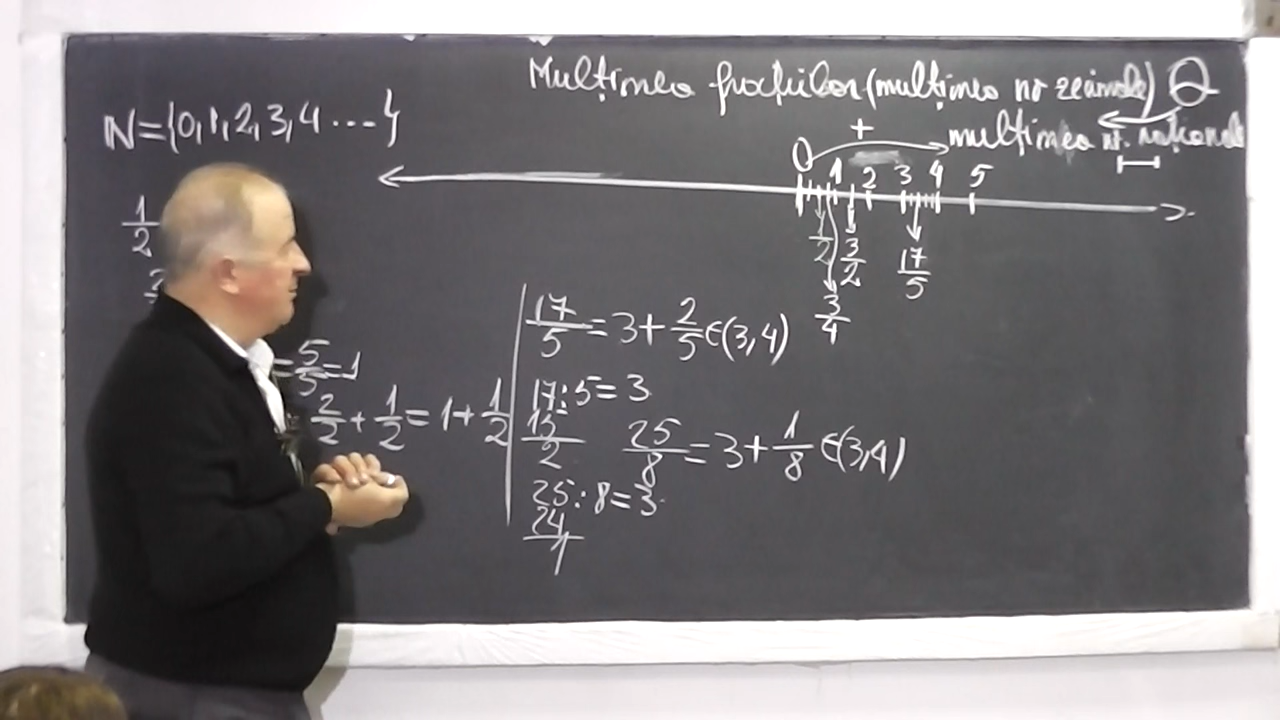 Mulțimea fracțiilor (mulțimea nr zecimale) Q
mulțimea nr. raționale
N={0,1,2,3,4 ....}
+
0 1 2 3 4 5
1/2 3/2 17/5
3/4
1/2
2
=5/5=1
2/2+1/2=1+1/2
17/5=3+2/5∈(3,4)
17:5=3
15
2
25/8=3+1/8∈(3,4)
25:8=3
24
1